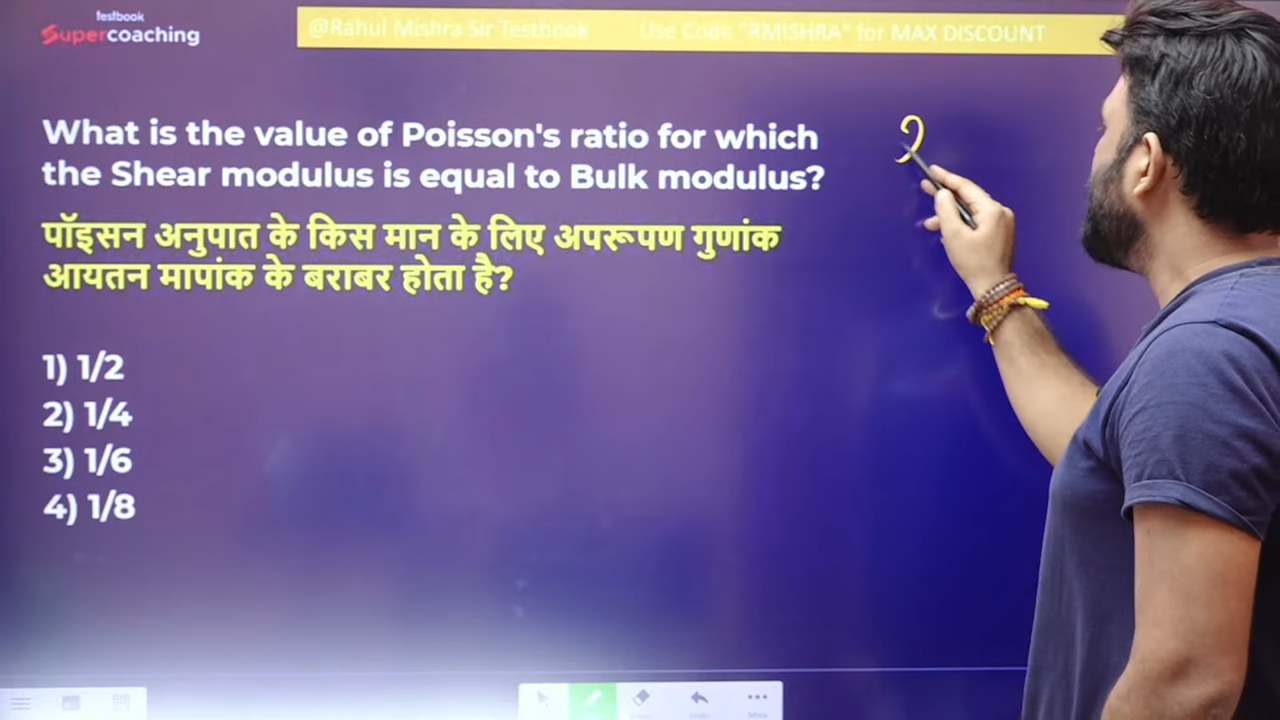 testbook
Supercoaching
@Rahul Mishra Sir Testbook Use Code "RMISHRA" for MAX DISCOUNT
What is the value of Poisson's ratio for which
the Shear modulus is equal to Bulk modulus?
पॉइसन अनुपात के किस मान के लिए अपरूपण गुणांक
आयतन मापांक के बराबर होता है?
1) 1/2
2) 1/4
3) 1/6
4) 1/8
Undo
More